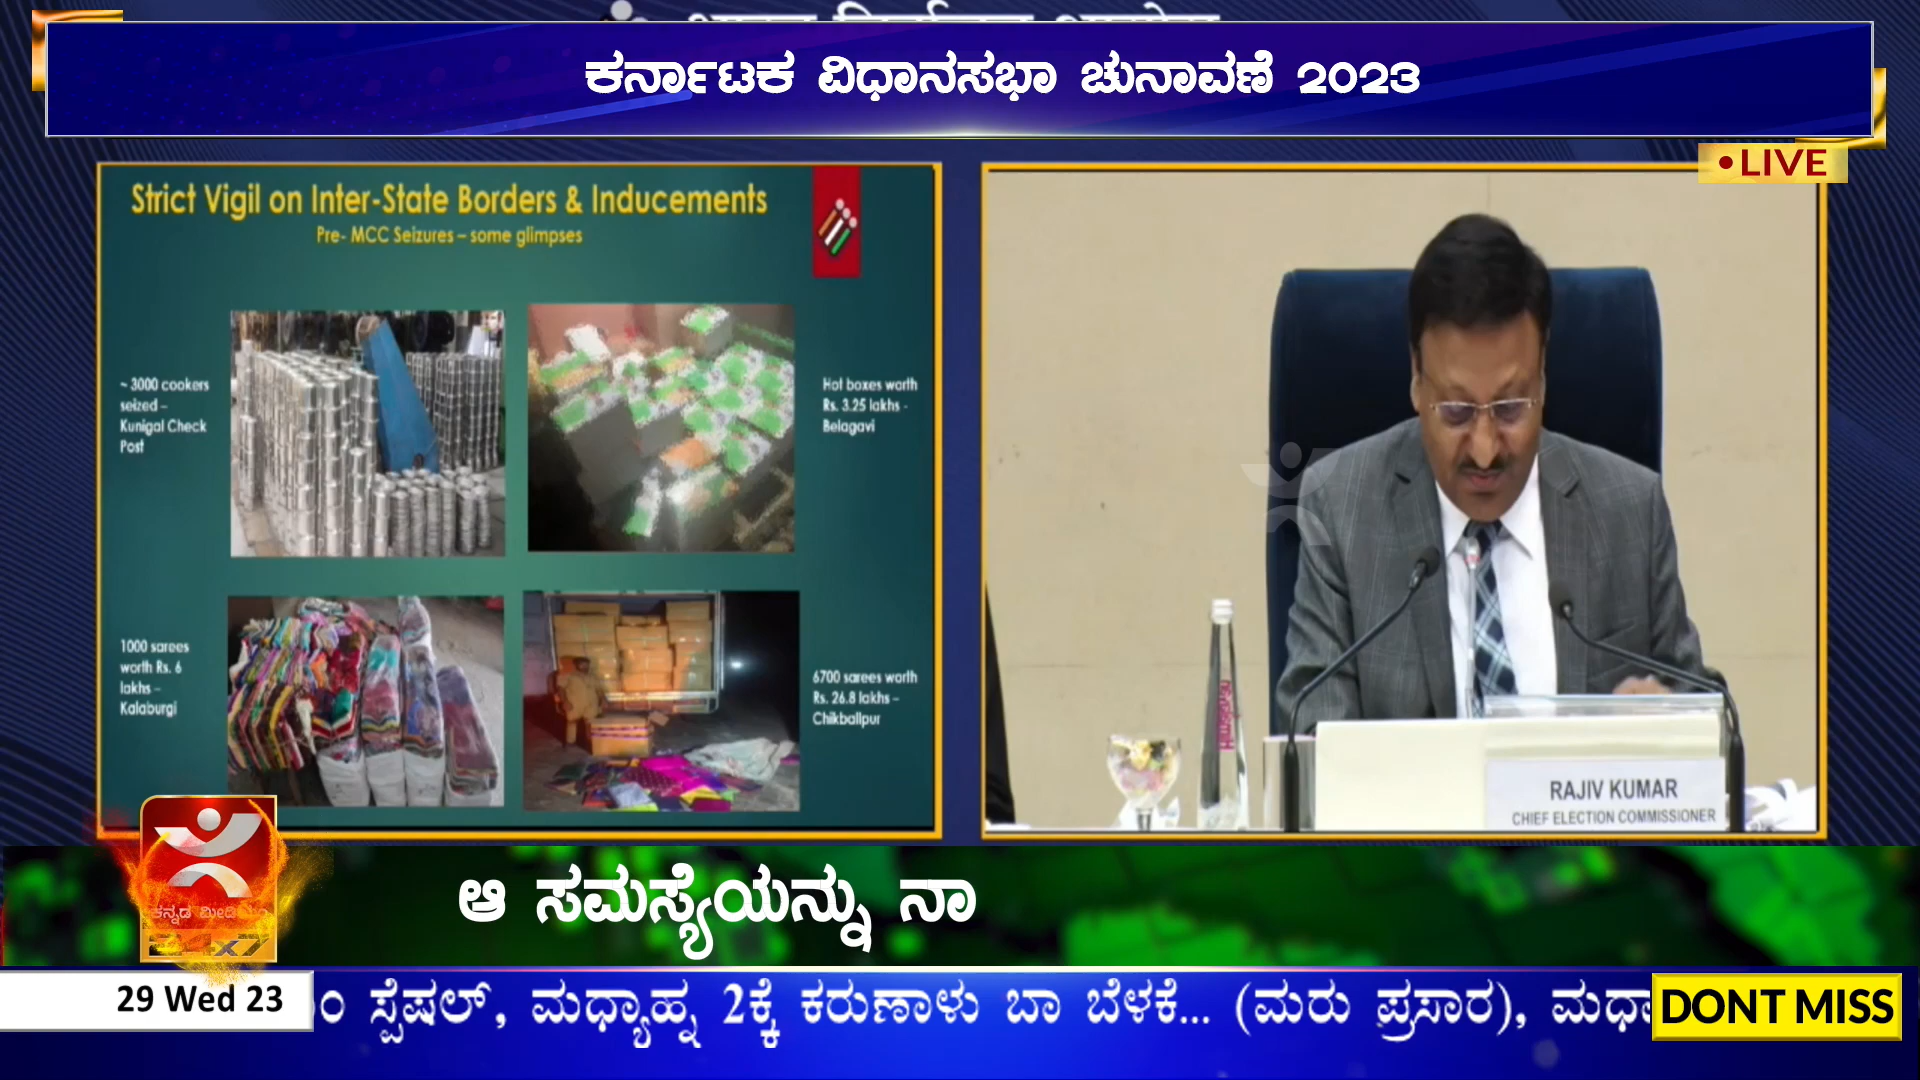 ಕರ್ನಾಟಕ ವಿಧಾನಸಭಾ ಚುನಾವಣೆ 2023
LIVE
Strict Vigil on Inter-State Borders & Inducements
Pre- MCC Seizures – some glimpses
~ 3000 cookers
seized –
Kunigal Check
Post
Hot boxes worth
Rs. 3.25 lakhs -
Belagavi
1000 sarees
worth Rs. 6
lakhs –
Kalaburgi
6700 sarees worth
Rs. 26.8 lakhs –
Chikballpur
RAJIV KUMAR
CHIEF ELECTION COMMISSIONER
ಕನ್ನಡ ಮೀಡಿಯಂ
24x7
ಆ ಸಮಸ್ಯೆಯನ್ನು ನಾ
29 Wed 23
ಸ್ಪೆಷಲ್, ಮಧ್ಯಾಹ್ನ 2ಕ್ಕೆ ಕರುಣಾಳು ಬಾ ಬೆಳಕೆ... (ಮರು ಪ್ರಸಾರ), ಮಧಾ
DONT MISS